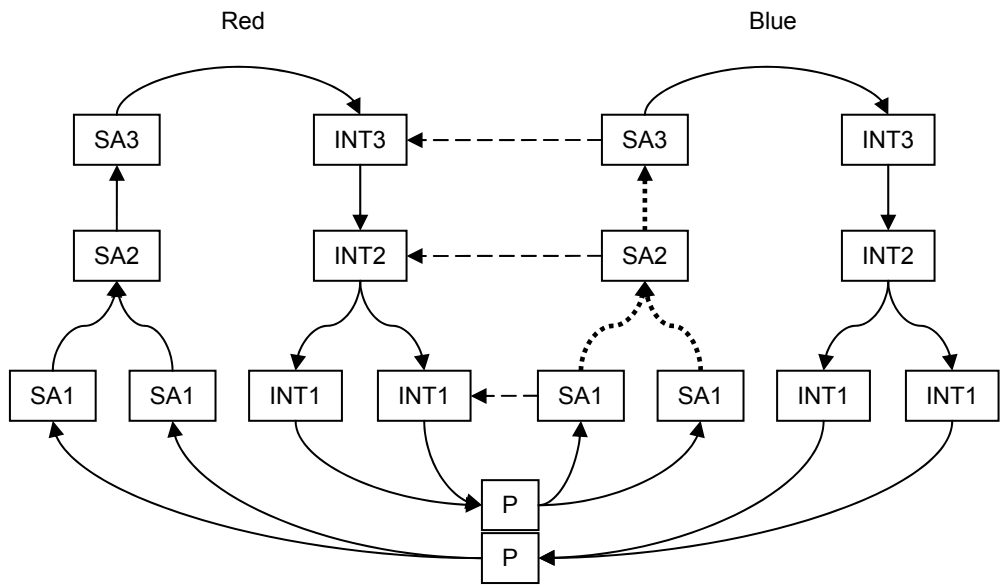 Red Blue
SA3 INT3 SA3 INT3
SA2 INT2 SA2 INT2
SA1 SA1 INT1 INT1 SA1 SA1 INT1 INT1
P
P